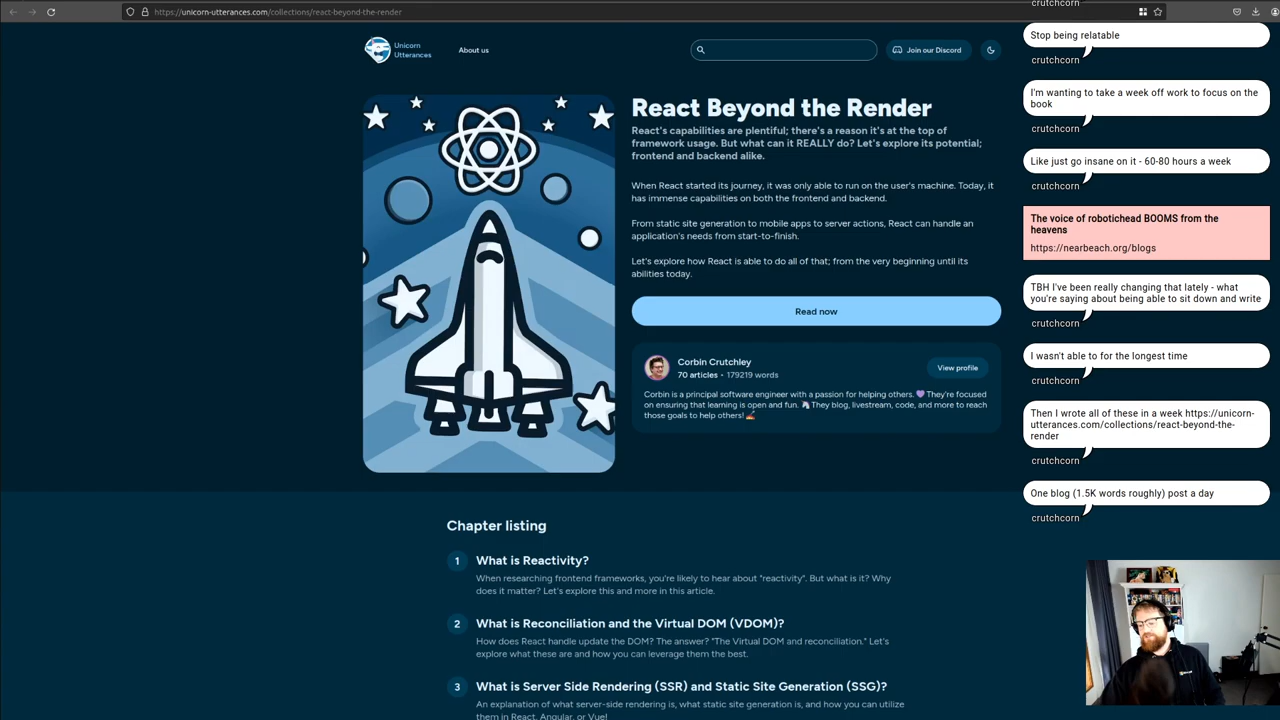 https://unicorn-utterances.com/collections/react-beyond-the-render
Unicorn
Utterances
About us
Join our Discord
React Beyond the Render
React's capabilities are plentiful; there's a reason it's at the top of
framework usage. But what can it REALLY do? Let's explore its potential;
frontend and backend alike.
When React started its journey, it was only able to run on the user's machine. Today, it
has immense capabilities on both the frontend and backend.
From static site generation to mobile apps to server actions, React can handle an
application's needs from start-to-finish.
Let's explore how React is able to do all of that; from the very beginning until its
abilities today.
Read now
Corbin Crutchley
70 articles • 179219 words
View profile
Corbin is a principal software engineer with a passion for helping others. 💜 They're focused
on ensuring that learning is open and fun. 🦄 They blog, livestream, code, and more to reach
those goals to help others! 🏕️
Chapter listing
1 What is Reactivity?
When researching frontend frameworks, you're likely to hear about "reactivity". But what is it? Why
does it matter? Let's explore this and more in this article.
2 What is Reconciliation and the Virtual DOM (VDOM)?
How does React handle update the DOM? The answer? "The Virtual DOM and reconciliation." Let's
explore what these are and how you can leverage them the best.
3 What is Server Side Rendering (SSR) and Static Site Generation (SSG)?
An explanation of what server-side rendering is, what static site generation is, and how you can utilize
them in React, Angular, or Vue!
crutchcorn
Stop being relatable
crutchcorn
I'm wanting to take a week off work to focus on the
book
crutchcorn
Like just go insane on it - 60-80 hours a week
crutchcorn
The voice of robotichead BOOMS from the
heavens
https://nearbeach.org/blogs
TBH I've been really changing that lately - what
you're saying about being able to sit down and write
crutchcorn
I wasn't able to for the longest time
crutchcorn
Then I wrote all of these in a week https://unicorn-
utterances.com/collections/react-beyond-the-
render
crutchcorn
One blog (1.5K words roughly) post a day
crutchcorn